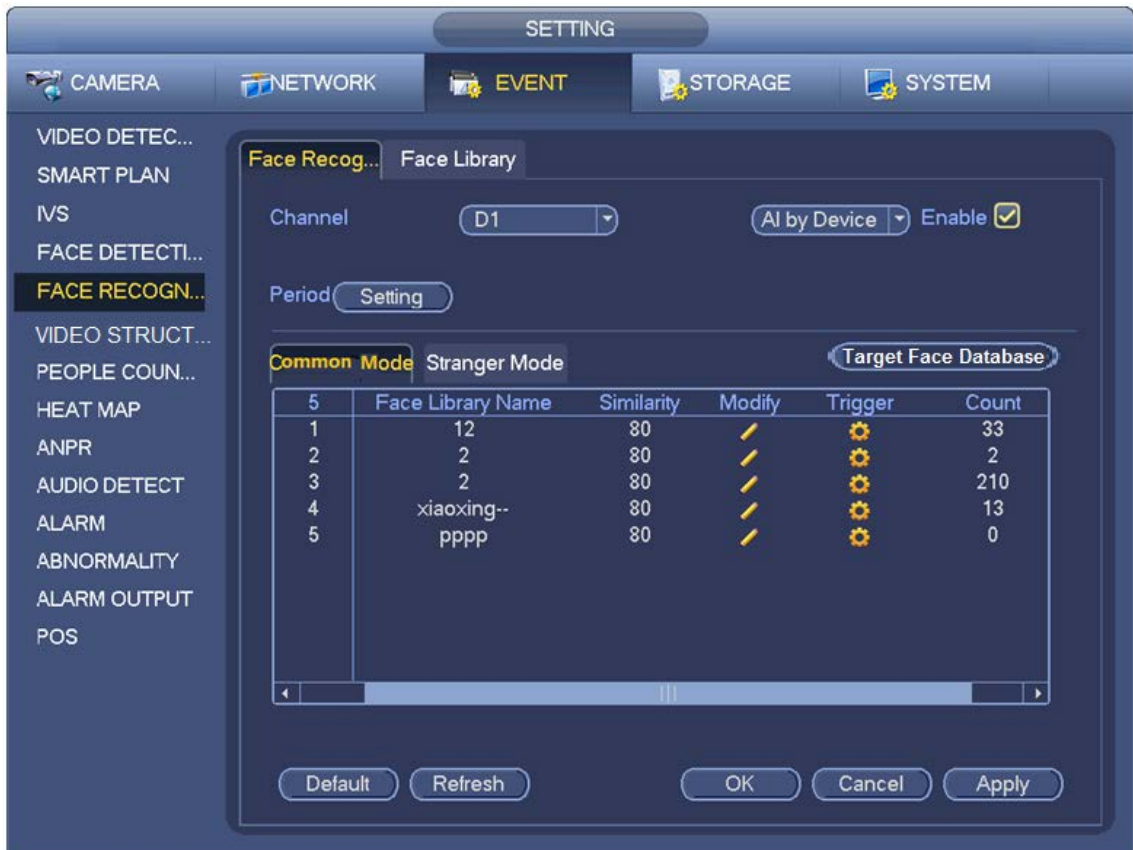 SETTING
CAMERA NETWORK EVENT STORAGE SYSTEM
VIDEO DETEC...
SMART PLAN
IVS
FACE DETECTI...
FACE RECOGN...
VIDEO STRUCT...
PEOPLE COUN...
HEAT MAP
ANPR
AUDIO DETECT
ALARM
ABNORMALITY
ALARM OUTPUT
POS
Face Recog... Face Library
Channel D1 AI by Device Enable
Period Setting
Common Mode Stranger Mode Target Face Database
5 Face Library Name Similarity Modify Trigger Count
1 12 80 33
2 2 80 2
3 2 80 210
4 xiaoxing-- 80 13
5 pppp 80 0
Default Refresh OK Cancel Apply